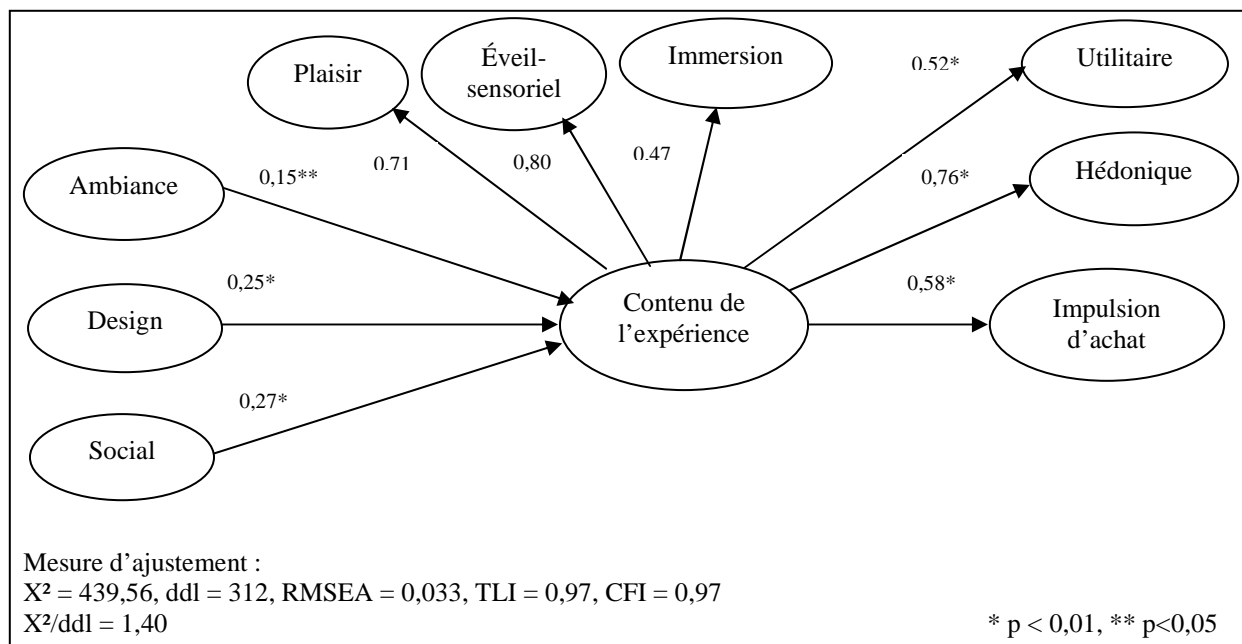 Plaisir
Éveil-
sensoriel
Immersion
0,52*
Utilitaire
Ambiance
0,15**
0,71
0,80
0,47
0,76*
Hédonique
Design
0,25*
Contenu de
l’expérience
0,58*
Impulsion
d’achat
Social
0,27*
Mesure d’ajustement :
X² = 439,56, ddl = 312, RMSEA = 0,033, TLI = 0,97, CFI = 0,97
X²/ddl = 1,40
* p < 0,01, ** p<0,05